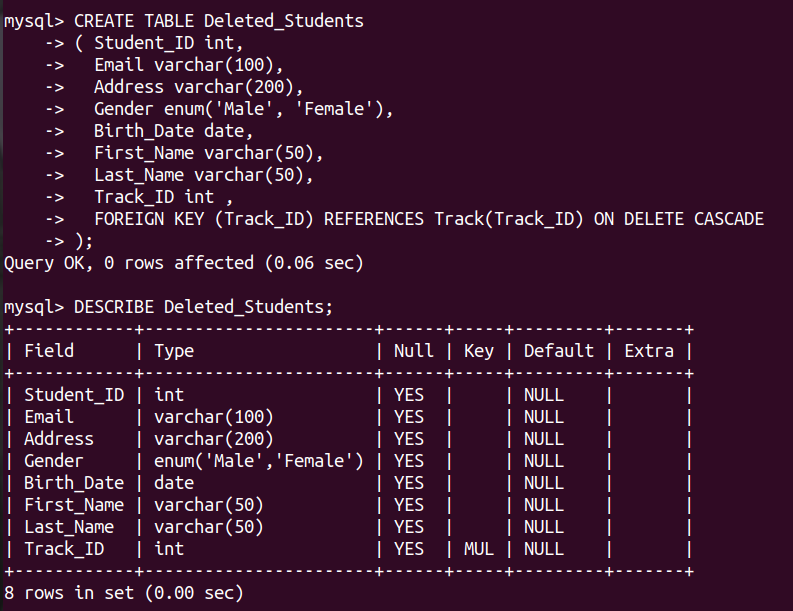 mysql> CREATE TABLE Deleted_Students
    -> ( Student_ID int,
    ->   Email varchar(100),
    ->   Address varchar(200),
    ->   Gender enum('Male', 'Female'),
    ->   Birth_Date date,
    ->   First_Name varchar(50),
    ->   Last_Name varchar(50),
    ->   Track_ID int ,
    ->   FOREIGN KEY (Track_ID) REFERENCES Track(Track_ID) ON DELETE CASCADE
    -> );
Query OK, 0 rows affected (0.06 sec)

mysql> DESCRIBE Deleted_Students;
+------------+-----------------------+------+-----+---------+-------+
| Field      | Type                  | Null | Key | Default | Extra |
+------------+-----------------------+------+-----+---------+-------+
| Student_ID | int                   | YES  |     | NULL    |       |
| Email      | varchar(100)          | YES  |     | NULL    |       |
| Address    | varchar(200)          | YES  |     | NULL    |       |
| Gender     | enum('Male','Female') | YES  |     | NULL    |       |
| Birth_Date | date                  | YES  |     | NULL    |       |
| First_Name | varchar(50)           | YES  |     | NULL    |       |
| Last_Name  | varchar(50)           | YES  |     | NULL    |       |
| Track_ID   | int                   | YES  | MUL | NULL    |       |
+------------+-----------------------+------+-----+---------+-------+
8 rows in set (0.00 sec)